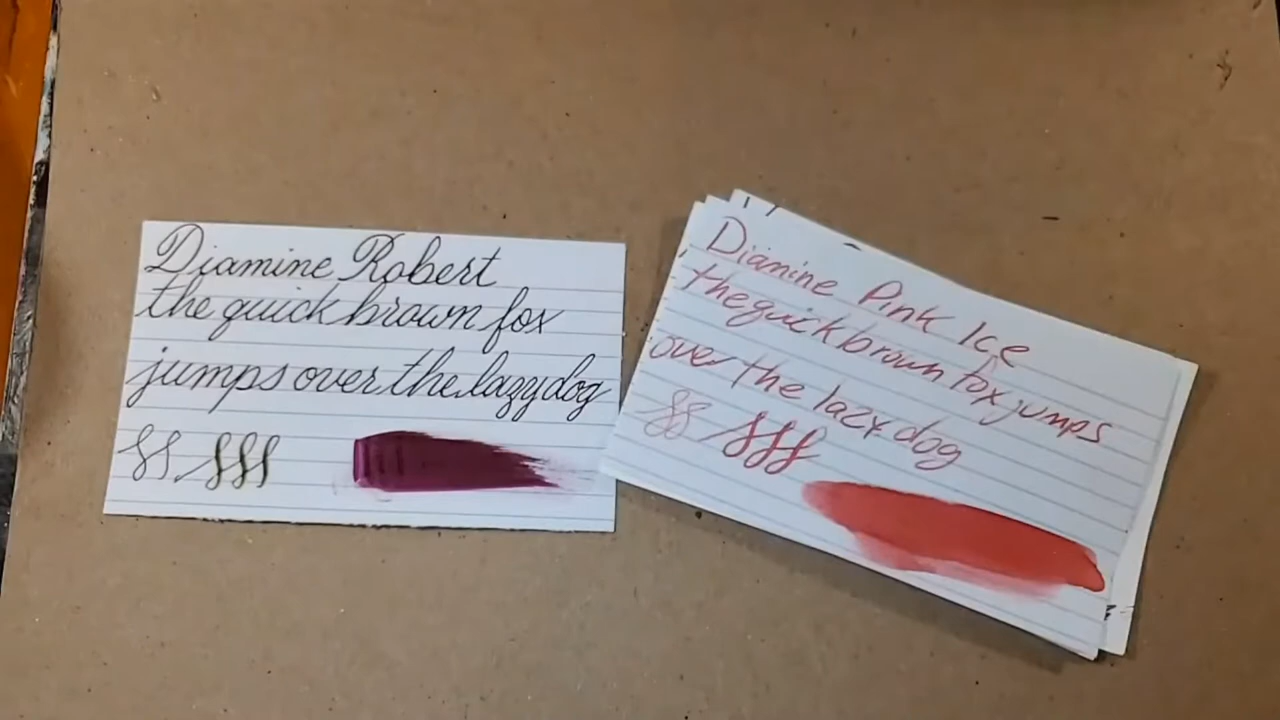 Diamine Robert
the quick brown fox
jumps over the lazy dog
Diamine Pink Ice
the quick brown fox jumps
over the lazy dog